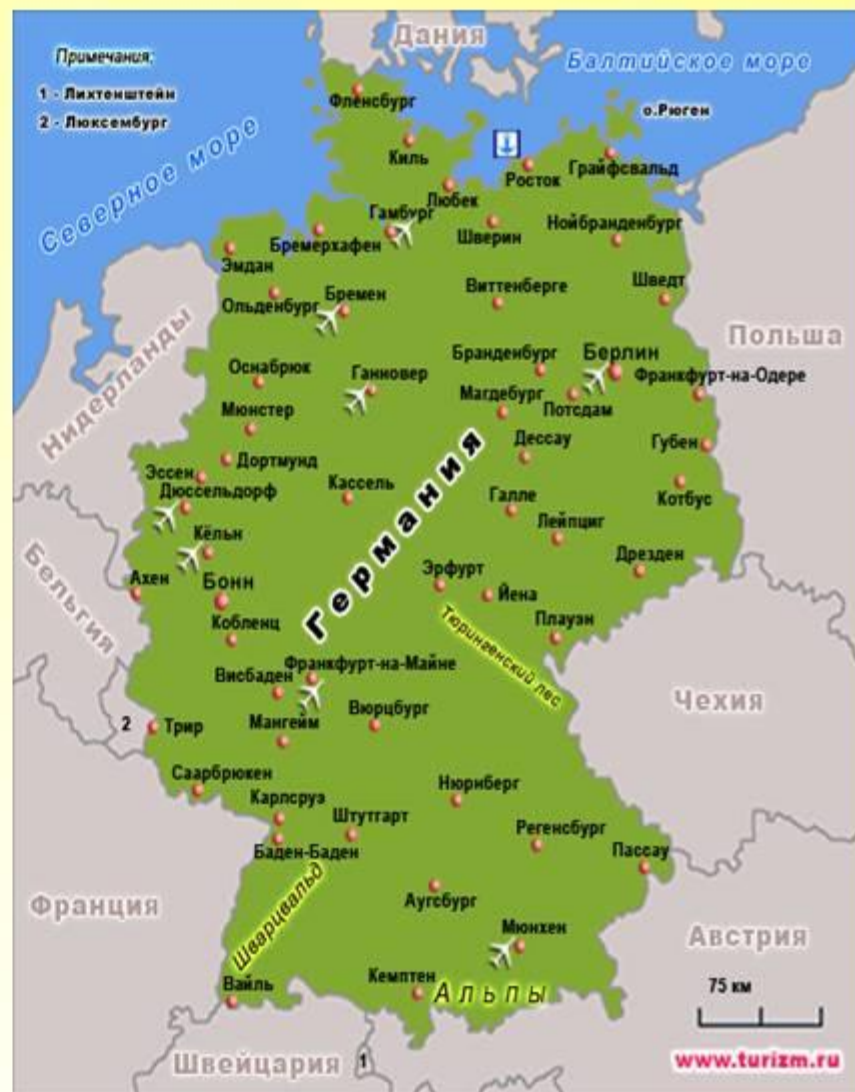 Примечания:
1 - Лихтенштейн
2 - Люксембург
Дания
Балтийское море
Северное море
о.Рюген
Фленсбург
Киль
Росток
Грайфсвальд
Любек
Гамбург
Шверин
Нойбранденбург
Бремерхафен
Эмдан
Ольденбург
Бремен
Виттенберге
Шведт
Нидерланды
Польша
Оснабрюк
Ганновер
Бранденбург
Берлин
Франкфурт-на-Одере
Магдебург
Потсдам
Мюнстер
Дессау
Губен
Дортмунд
Эссен
Дюссельдорф
Кассель
Германия
Галле
Котбус
Лейпциг
Кёльн
Бельгия
Ахен
Бонн
Эрфурт
Йена
Дрезден
Кобленц
Плауэн
Тюрингенский лес
Висбаден
Франкфурт-на-Майне
Чехия
2
Трир
Мангейм
Вюрцбург
Саарбрюкен
Нюрнберг
Карлсруэ
Штутгарт
Регенсбург
Баден-Баден
Пассау
Франция
Шварцвальд
Аугсбург
Мюнхен
Австрия
Вайль
Кемптен
Альпы
75 км
Швейцария
1
www.turizm.ru